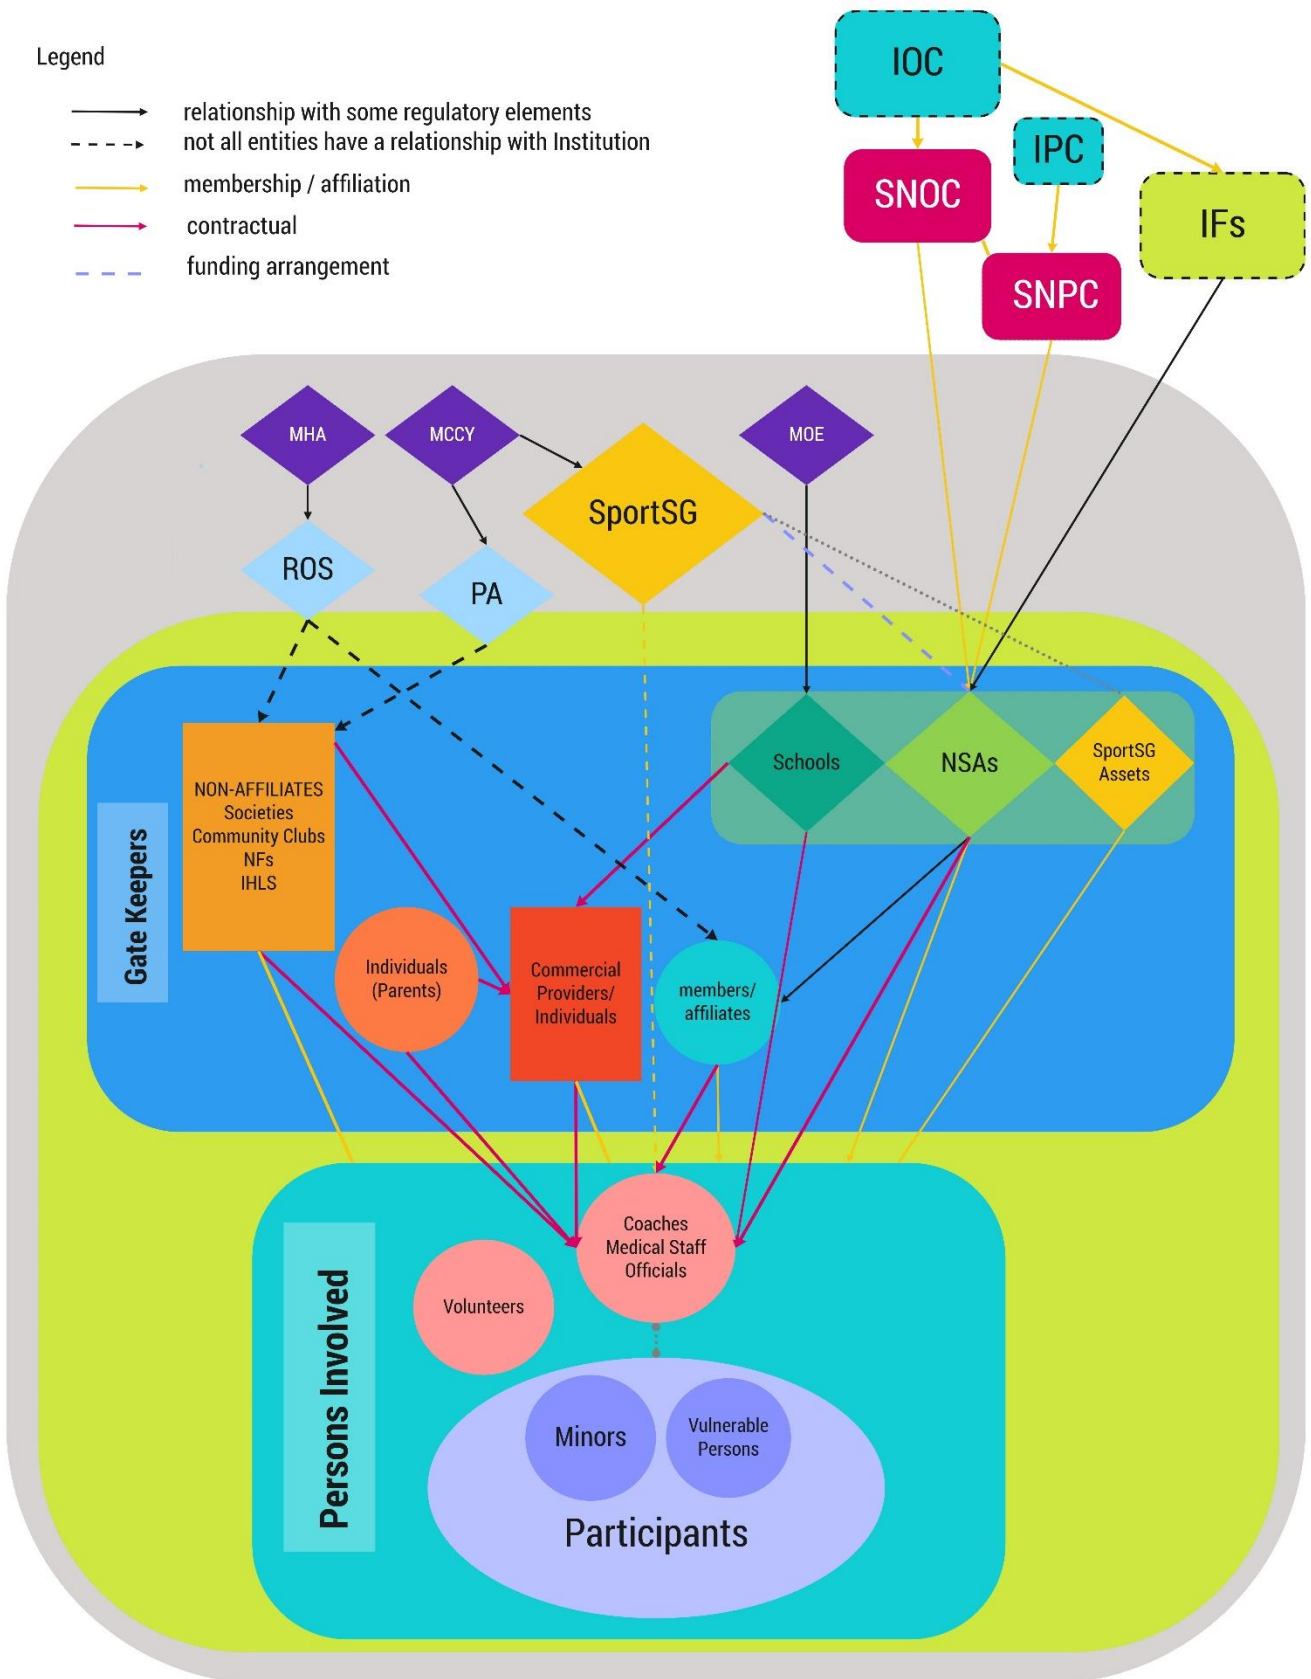 Legend
relationship with some regulatory elements
not all entities have a relationship with Institution
membership / affiliation
contractual
funding arrangement
IOC
IPC
SNOC
IFs
SNPC
MHA
MCCY
SportSG
MOE
ROS
PA
Gate Keepers
NON-AFFILIATES
Societies
Community Clubs
NFs
IHLS
Schools
NSAs
SportSG
Assets
Individuals
(Parents)
Commercial
Providers/
Individuals
members/
affiliates
Persons Involved
Coaches
Medical Staff
Officials
Volunteers
Minors
Vulnerable
Persons
Participants